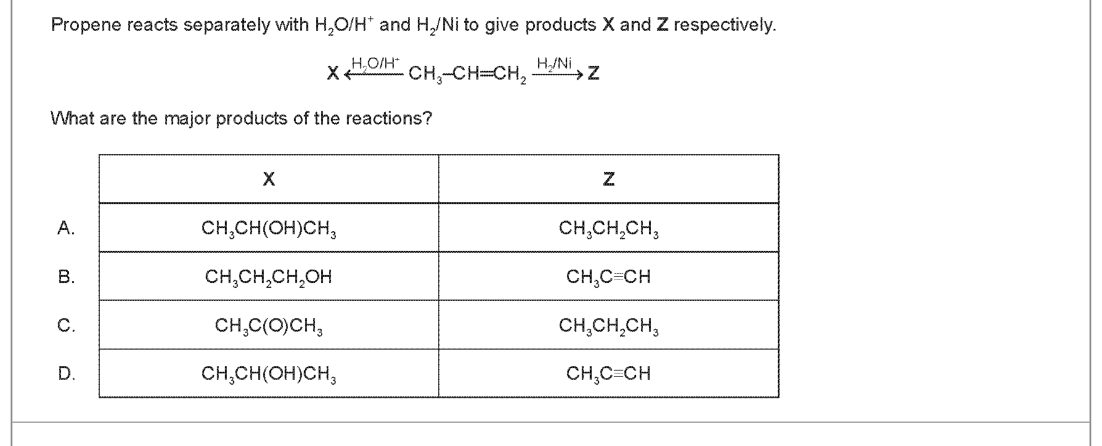 Propene reacts separately with H₂O/H⁺ and H₂/Ni to give products X and Z respectively.
X ←H₂O/H⁺ CH₃–CH=CH₂ H₂/Ni→ Z
What are the major products of the reactions?
X Z
A. CH₃CH(OH)CH₃ CH₃CH₂CH₃
B. CH₃CH₂CH₂OH CH₃C≡CH
C. CH₃C(O)CH₃ CH₃CH₂CH₃
D. CH₃CH(OH)CH₃ CH₃C≡CH